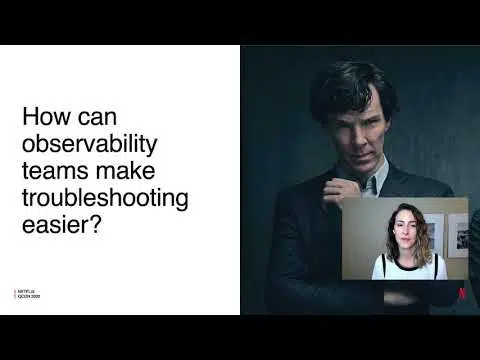 How can
observability
teams make
troubleshooting
easier?
NETFLIX
QCON 2020
N